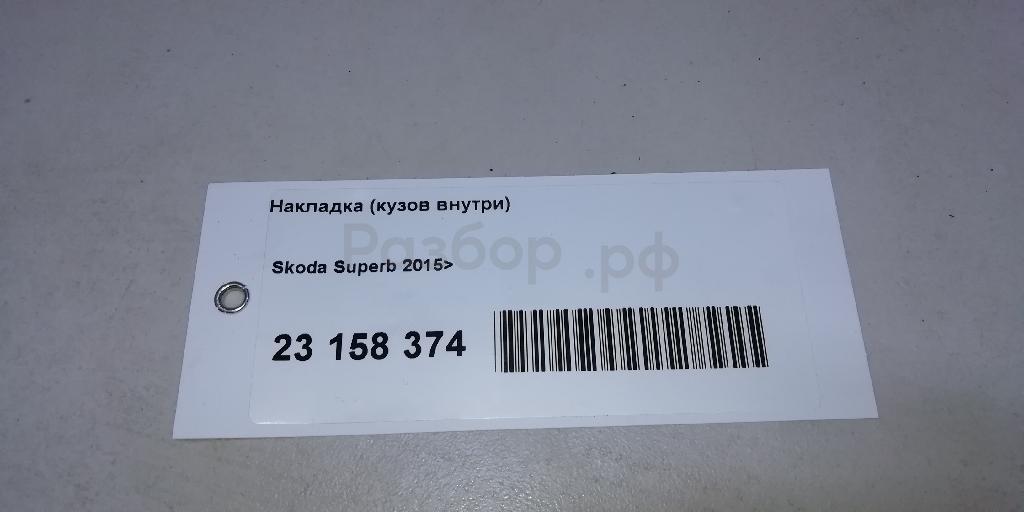 Накладка (кузов внутри)
Разбор.рф
Skoda Superb 2015>
23 158 374